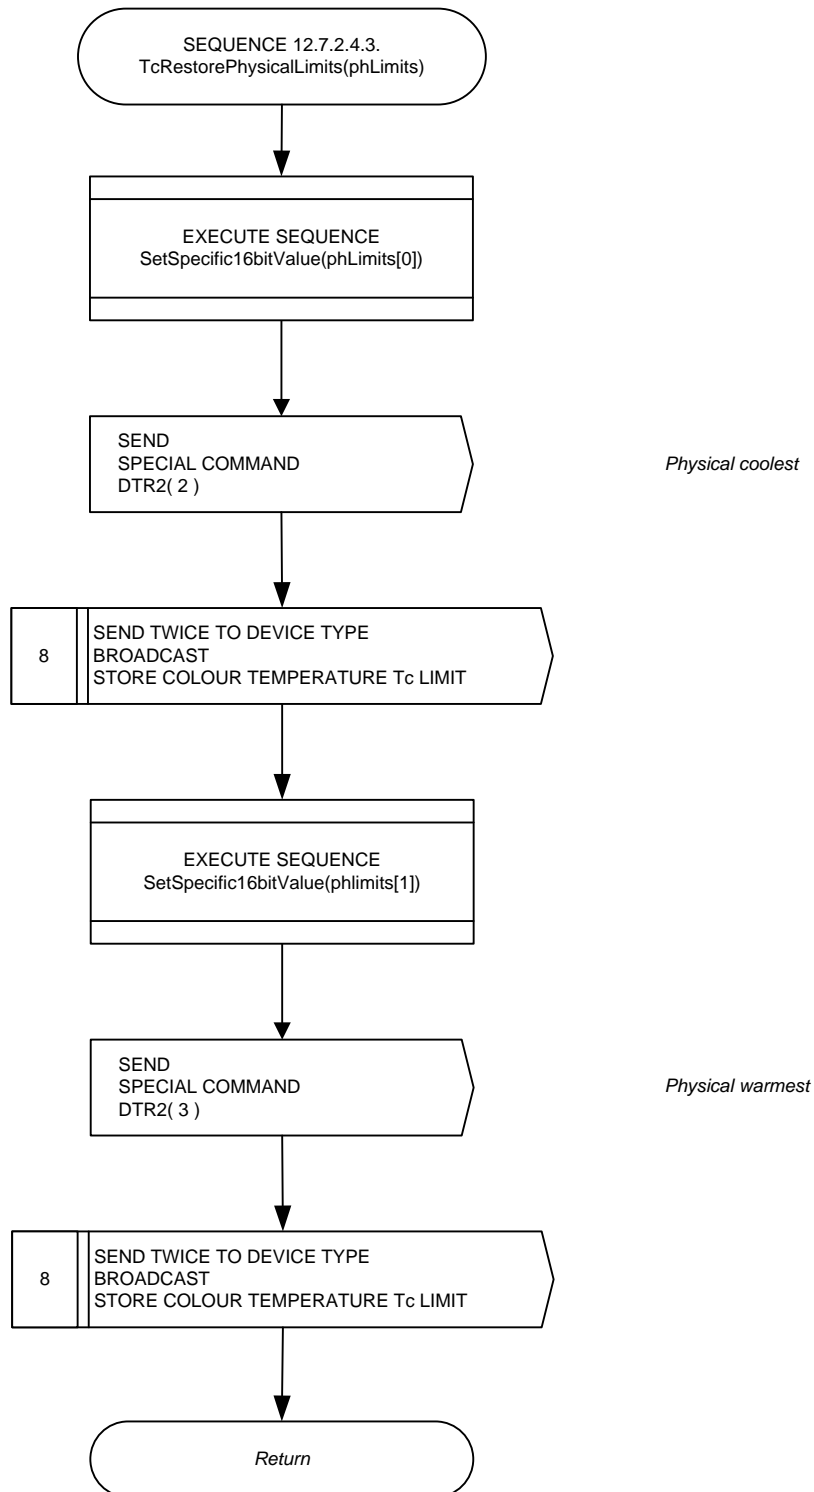 SEQUENCE 12.7.2.4.3.
TcRestorePhysicalLimits(phLimits)
EXECUTE SEQUENCE
SetSpecific16bitValue(phLimits[0])
SEND
SPECIAL COMMAND
DTR2( 2 )
Physical coolest
8
SEND TWICE TO DEVICE TYPE
BROADCAST
STORE COLOUR TEMPERATURE Tc LIMIT
EXECUTE SEQUENCE
SetSpecific16bitValue(phlimits[1])
SEND
SPECIAL COMMAND
DTR2( 3 )
Physical warmest
8
SEND TWICE TO DEVICE TYPE
BROADCAST
STORE COLOUR TEMPERATURE Tc LIMIT
Return